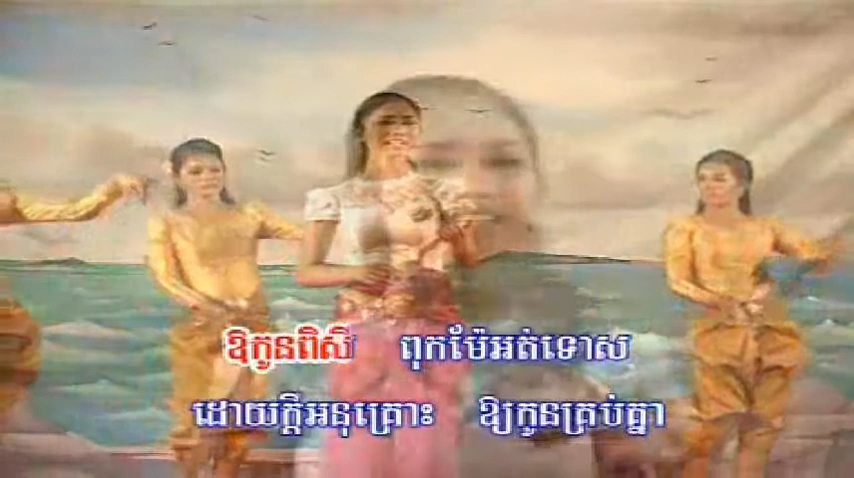 ឱកូនពិសី ពុកម៉ែអត់ទោស
ដោយក្ដីអនុគ្រោះ ឱ្យកូនគ្រប់គ្នា